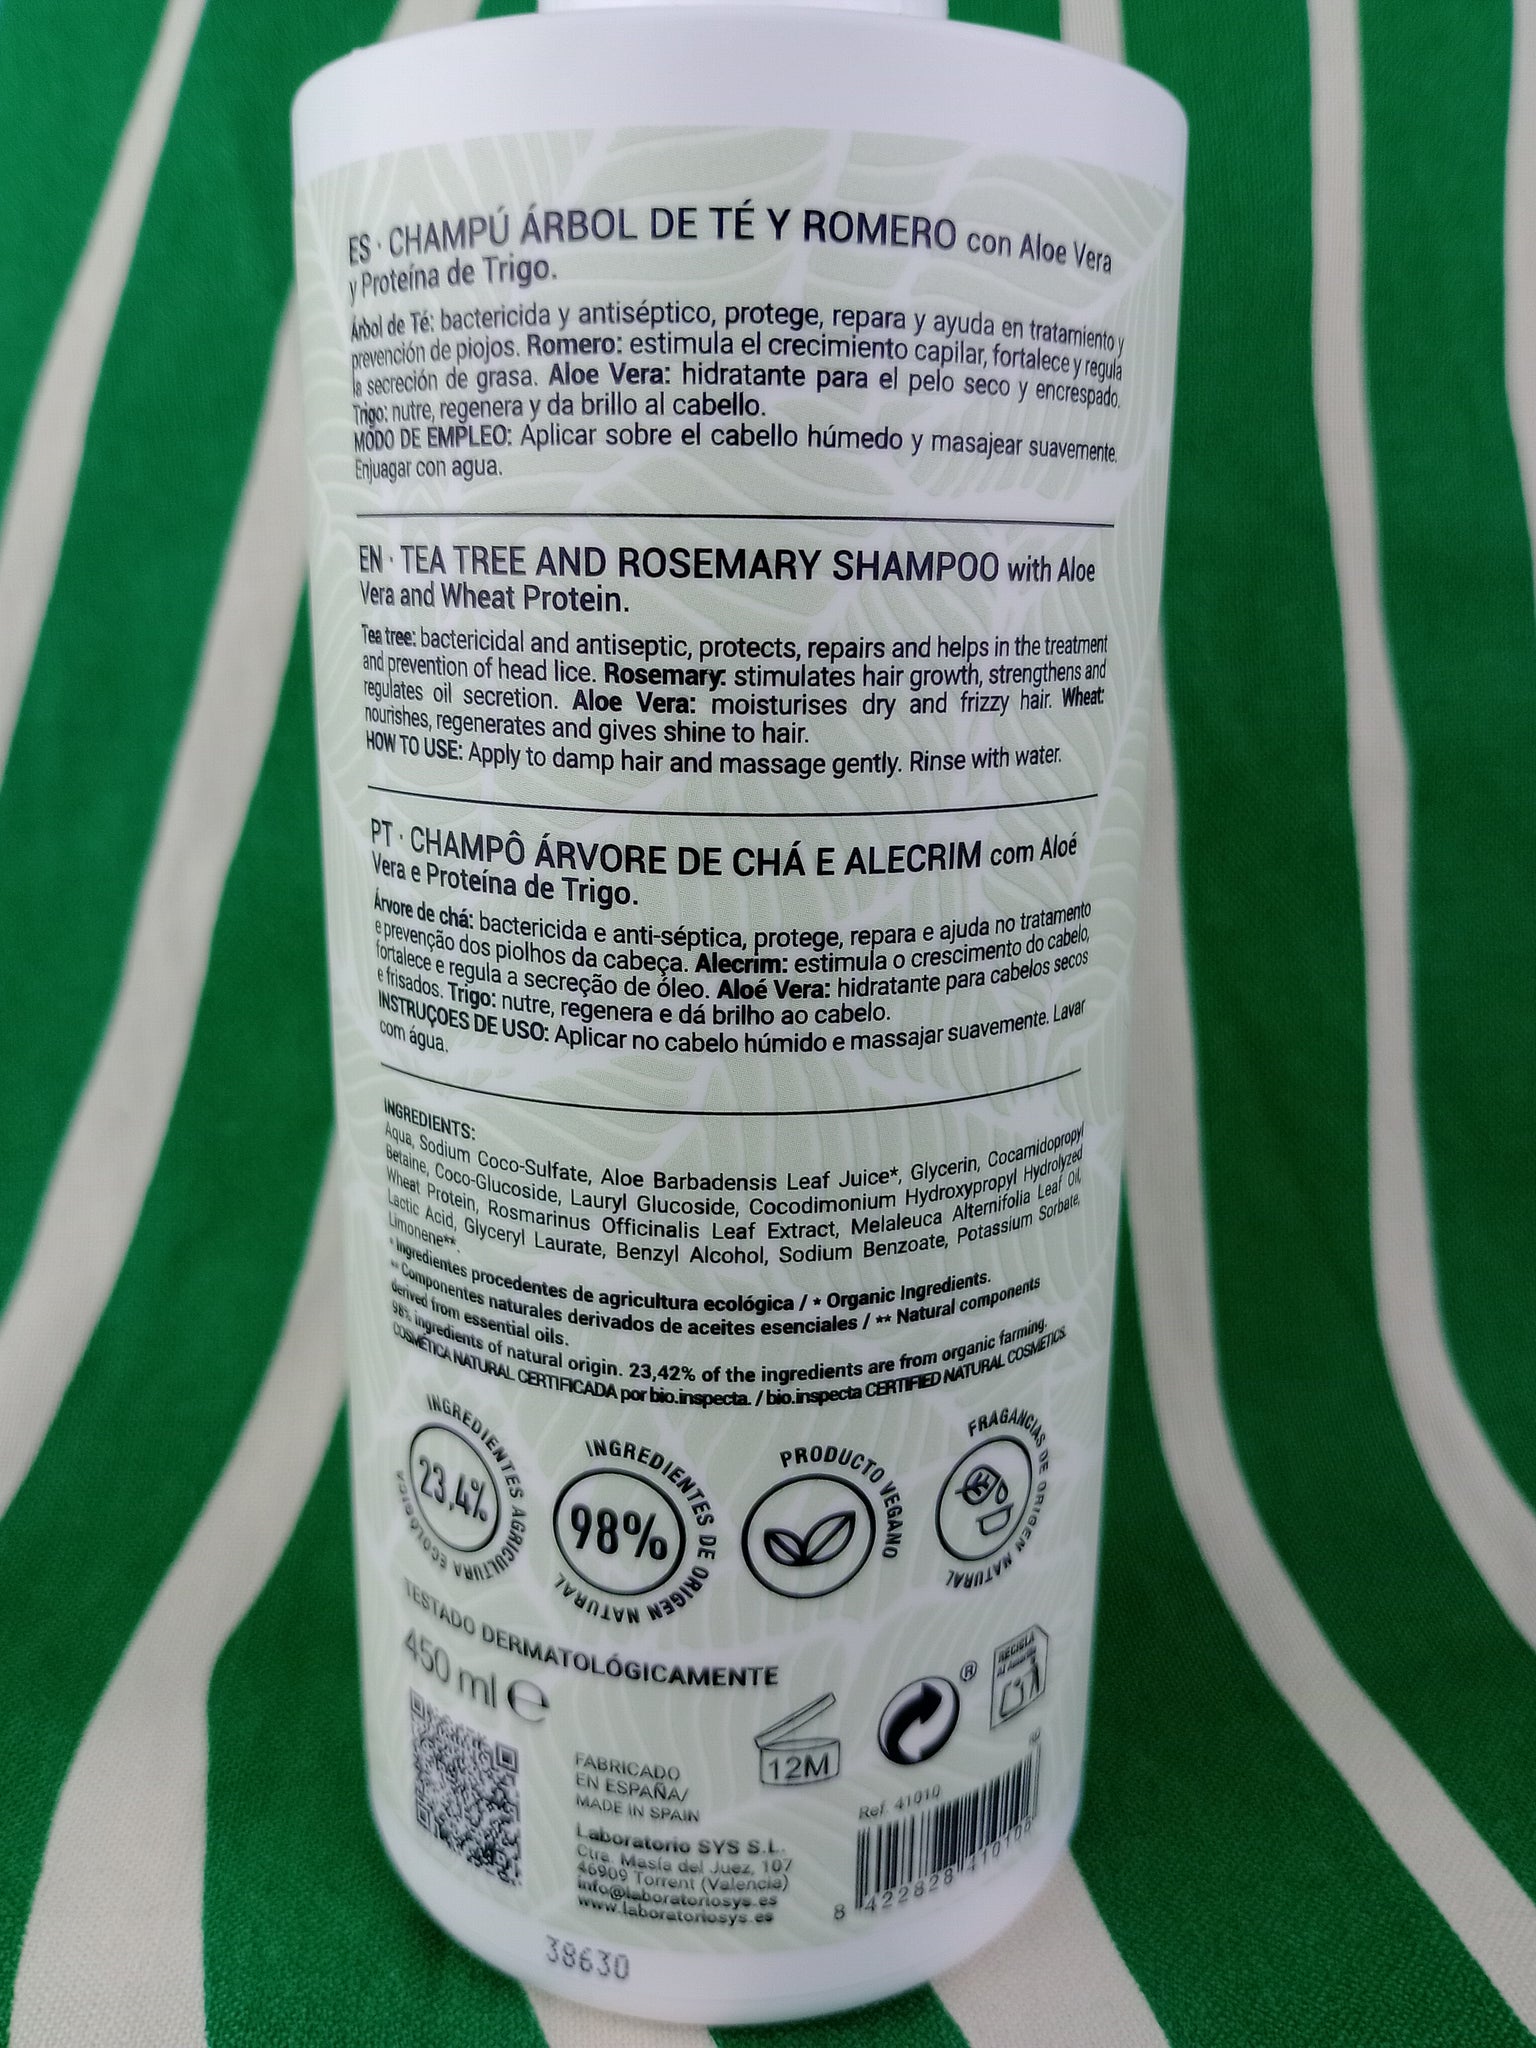 ES · CHAMPÚ ÁRBOL DE TÉ Y ROMERO con Aloe Vera
y Proteína de Trigo.
Árbol de Té: bactericida y antiséptico, protege, repara y ayuda en tratamiento y
prevención de piojos. Romero: estimula el crecimiento capilar, fortalece y regula
la secreción de grasa. Aloe Vera: hidratante para el pelo seco y encrespado.
Trigo: nutre, regenera y da brillo al cabello.
MODO DE EMPLEO: Aplicar sobre el cabello húmedo y masajear suavemente.
Enjuagar con agua.
EN · TEA TREE AND ROSEMARY SHAMPOO with Aloe
Vera and Wheat Protein.
Tea tree: bactericidal and antiseptic, protects, repairs and helps in the treatment
and prevention of head lice. Rosemary: stimulates hair growth, strengthens and
regulates oil secretion. Aloe Vera: moisturises dry and frizzy hair. Wheat:
nourishes, regenerates and gives shine to hair.
HOW TO USE: Apply to damp hair and massage gently. Rinse with water.
PT · CHAMPÔ ÁRVORE DE CHÁ E ALECRIM com Aloé
Vera e Proteína de Trigo.
Árvore de chá: bactericida e anti-séptica, protege, repara e ajuda no tratamento
e prevenção dos piolhos da cabeça. Alecrim: estimula o crescimento do cabelo,
fortalece e regula a secreção de óleo. Aloé Vera: hidratante para cabelos secos
e frisados. Trigo: nutre, regenera e dá brilho ao cabelo.
INSTRUÇOES DE USO: Aplicar no cabelo húmido e massajar suavemente. Lavar
com água.
INGREDIENTS:
Aqua, Sodium Coco-Sulfate, Aloe Barbadensis Leaf Juice*, Glycerin, Cocamidopropyl
Betaine, Coco-Glucoside, Lauryl Glucoside, Cocodimonium Hydroxypropyl Hydrolyzed
Wheat Protein, Rosmarinus Officinalis Leaf Extract, Melaleuca Alternifolia Leaf Oil,
Lactic Acid, Glyceryl Laurate, Benzyl Alcohol, Sodium Benzoate, Potassium Sorbate,
Limonene**.
* Ingredientes procedentes de agricultura ecológica / * Organic Ingredients.
** Componentes naturales derivados de aceites esenciales / ** Natural components
derived from essential oils.
98% ingredients of natural origin. 23,42% of the ingredients are from organic farming.
COSMÉTICA NATURAL CERTIFICADA por bio.inspecta. / bio.inspecta CERTIFIED NATURAL COSMETICS.
INGREDIENTES AGRICULTURA ECOLÓGICA
23,4%
INGREDIENTES DE ORIGEN NATURAL
98%
PRODUCTO VEGANO
FRAGANCIAS DE ORIGEN NATURAL
TESTADO DERMATOLÓGICAMENTE
450 ml e
12M
®
RECICLA
FABRICADO
EN ESPAÑA/
MADE IN SPAIN
Laboratorio SYS S.L.
Ctra. Masía del Juez, 107
46909 Torrent (Valencia)
info@laboratoriosys.es
www.laboratoriosys.es
Ref. 41010
8 422828 410108
38630